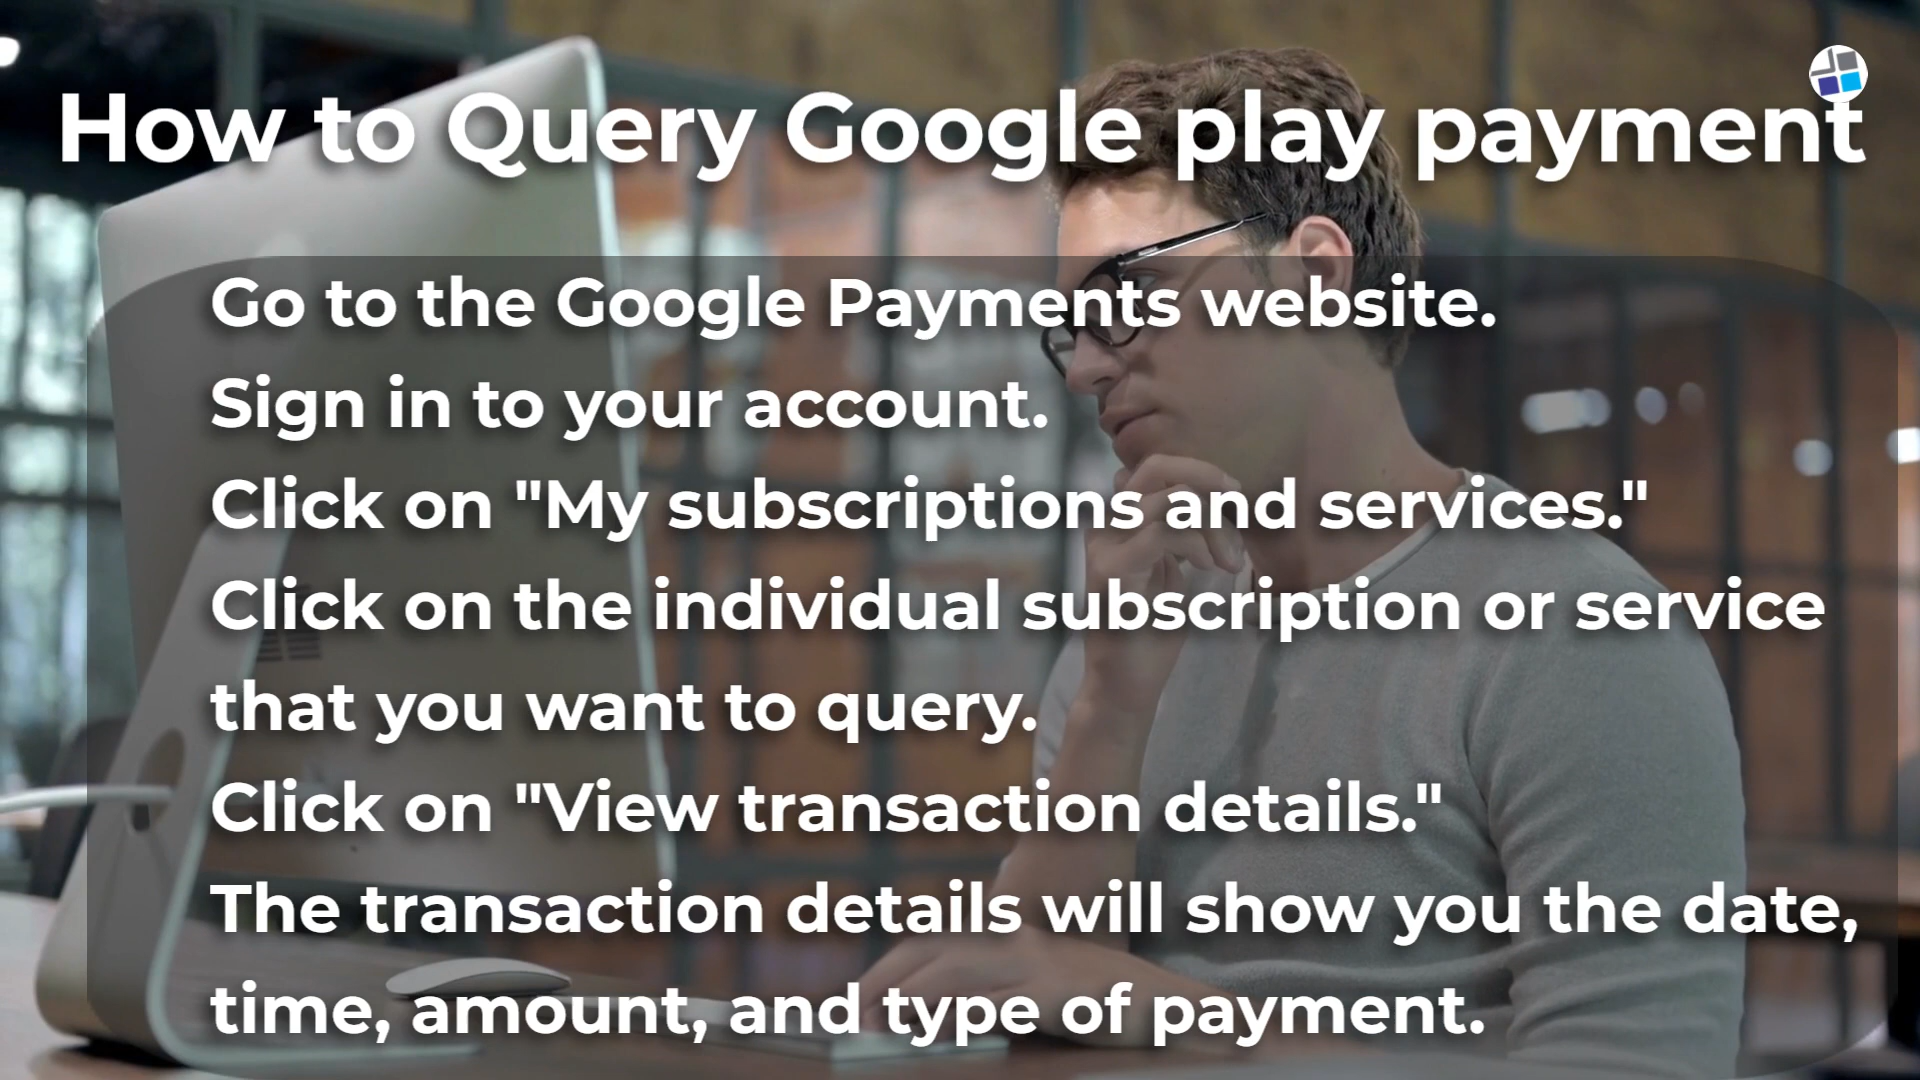 How to Query Google play payment
Go to the Google Payments website.
Sign in to your account.
Click on "My subscriptions and services."
Click on the individual subscription or service
that you want to query.
Click on "View transaction details."
The transaction details will show you the date,
time, amount, and type of payment.